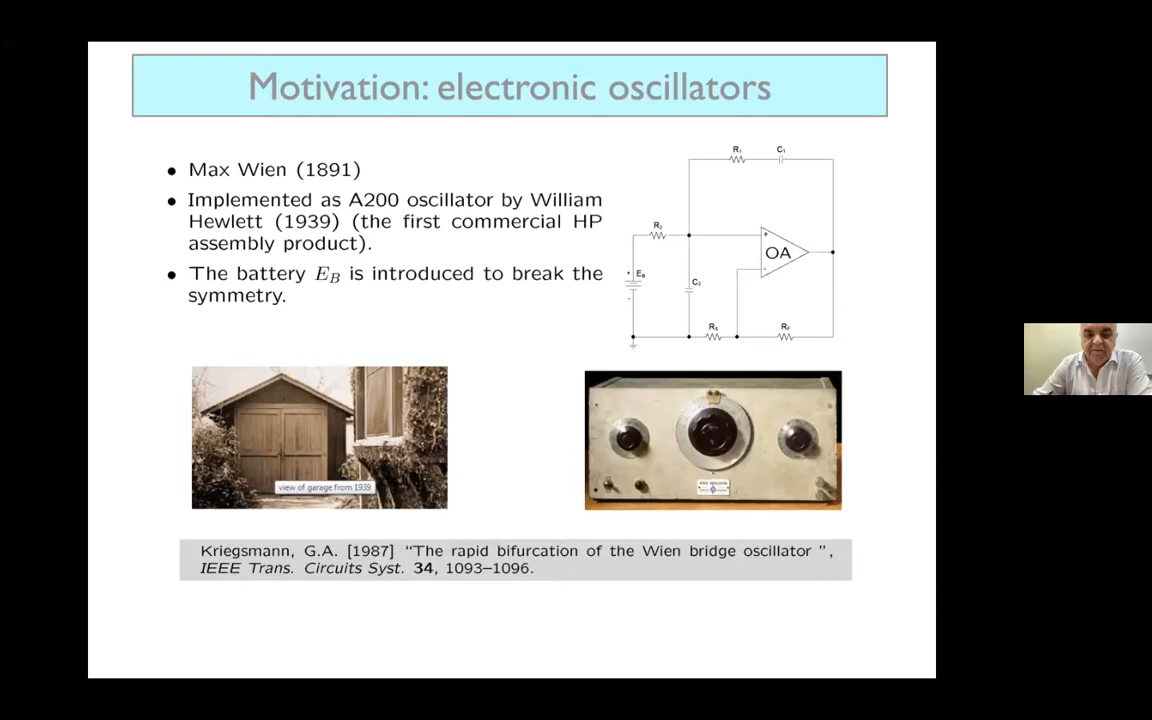 Motivation: electronic oscillators
• Max Wien (1891)
• Implemented as A200 oscillator by William
Hewlett (1939) (the first commercial HP
assembly product).
• The battery E_B is introduced to break the
symmetry.
R₁
C₁
R₂
+
OA
-
+
E_B
-
C₂
R_S
R_F
view of garage from 1939
Kriegsmann, G.A. [1987] “The rapid bifurcation of the Wien bridge oscillator ”,
IEEE Trans. Circuits Syst. 34, 1093–1096.